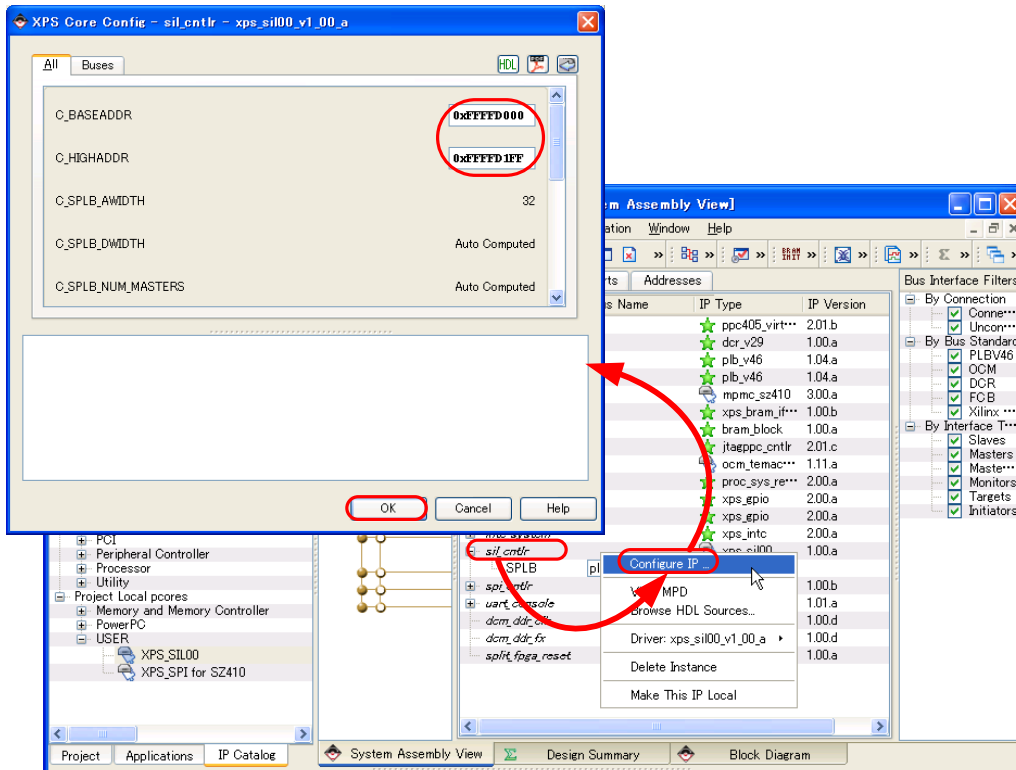 XPS Core Config - sil_cntlr - xps_sil00_v1_00_a
All Buses
HDL
C_BASEADDR 0xFFFFD000
C_HIGHADDR 0xFFFFD1FF
C_SPLB_AWIDTH 32
C_SPLB_DWIDTH Auto Computed
C_SPLB_NUM_MASTERS Auto Computed
OK Cancel Help
em Assembly View]
ation Window Help
rts Addresses
s Name IP Type IP Version
ppc405_virt··· 2.01.b
dcr_v29 1.00.a
plb_v46 1.04.a
plb_v46 1.04.a
mpmc_sz410 3.00.a
xps_bram_if··· 1.00.b
bram_block 1.00.a
jtagppc_cntlr 2.01.c
ocm_temac··· 1.11.a
proc_sys_re··· 2.00.a
xps_gpio 2.00.a
xps_gpio 2.00.a
xps_intc 2.00.a
sil_cntlr xps_sil00 1.00.a
SPLB pl
spi_cntlr 1.00.b
uart_console 1.01.a
dcm_ddr_clk 1.00.d
dcm_ddr_fx 1.00.d
split_fpga_reset 1.00.a
Configure IP ...
View MPD
Browse HDL Sources...
Driver: xps_sil00_v1_00_a
Delete Instance
Make This IP Local
Bus Interface Filters
By Connection
Conne···
Uncon···
By Bus Standard
PLBV46
OCM
DCR
FCB
Xilinx ···
By Interface T···
Slaves
Masters
Maste···
Monitors
Targets
Initiators
PCI
Peripheral Controller
Processor
Utility
Project Local pcores
Memory and Memory Controller
PowerPC
USER
XPS_SIL00
XPS_SPI for SZ410
Project Applications IP Catalog
System Assembly View Design Summary Block Diagram